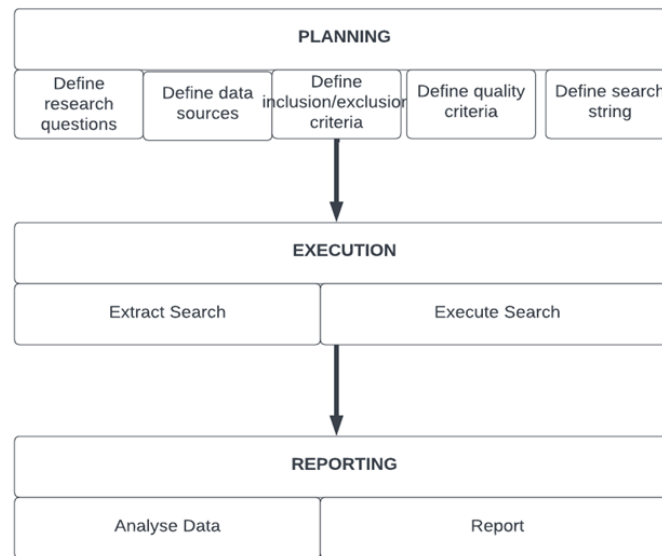 PLANNING
Define
research
questions
Define data
sources
Define
inclusion/exclusion
criteria
Define quality
criteria
Define search
string
EXECUTION
Extract Search
Execute Search
REPORTING
Analyse Data
Report